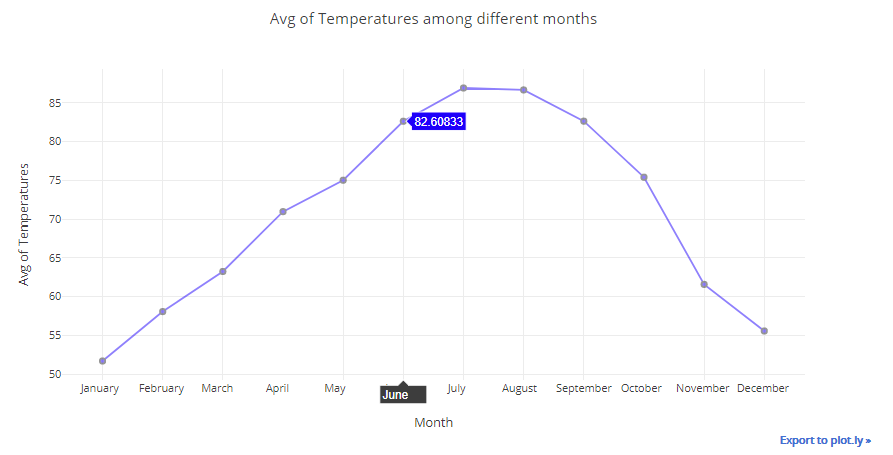 Avg of Temperatures among different months
Avg of Temperatures
85
80
75
70
65
60
55
50
82.60833
January February March April May June July August September October November December
Month
Export to plot.ly »